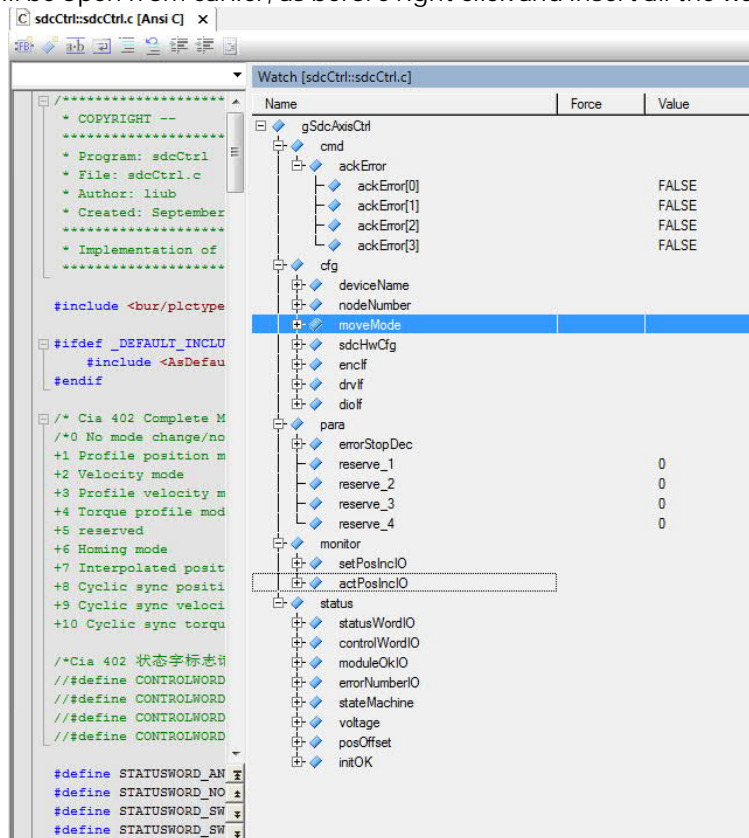 sdcCtrl::sdcCtrl.c [Ansi C] ×
Watch [sdcCtrl::sdcCtrl.c]
/*********************
* COPYRIGHT --
*********************
* Program: sdcCtrl
* File: sdcCtrl.c
* Author: liub
* Created: September
*********************
* Implementation of
*********************
#include <bur/plctype
#ifdef _DEFAULT_INCLU
#include <AsDefau
#endif
/* Cia 402 Complete M
/*0 No mode change/no
+1 Profile position m
+2 Velocity mode
+3 Profile velocity m
+4 Torque profile mod
+5 reserved
+6 Homing mode
+7 Interpolated posit
+8 Cyclic sync positi
+9 Cyclic sync veloci
+10 Cyclic sync torqu
/*Cia 402 状态字标志
//#define CONTROLWORD
//#define CONTROLWORD
//#define CONTROLWORD
//#define CONTROLWORD
#define STATUSWORD_AN
#define STATUSWORD_NO
#define STATUSWORD_SW
#define STATUSWORD_SW
Name Force Value
gSdcAxisCtrl
cmd
ackError
ackError[0] FALSE
ackError[1] FALSE
ackError[2] FALSE
ackError[3] FALSE
cfg
deviceName
nodeNumber
moveMode
sdcHwCfg
encIf
drvIf
dioIf
para
errorStopDec
reserve_1 0
reserve_2 0
reserve_3 0
reserve_4 0
monitor
setPosIncIO
actPosIncIO
status
statusWordIO
controlWordIO
moduleOkIO
errorNumberIO
stateMachine
voltage
posOffset
initOK